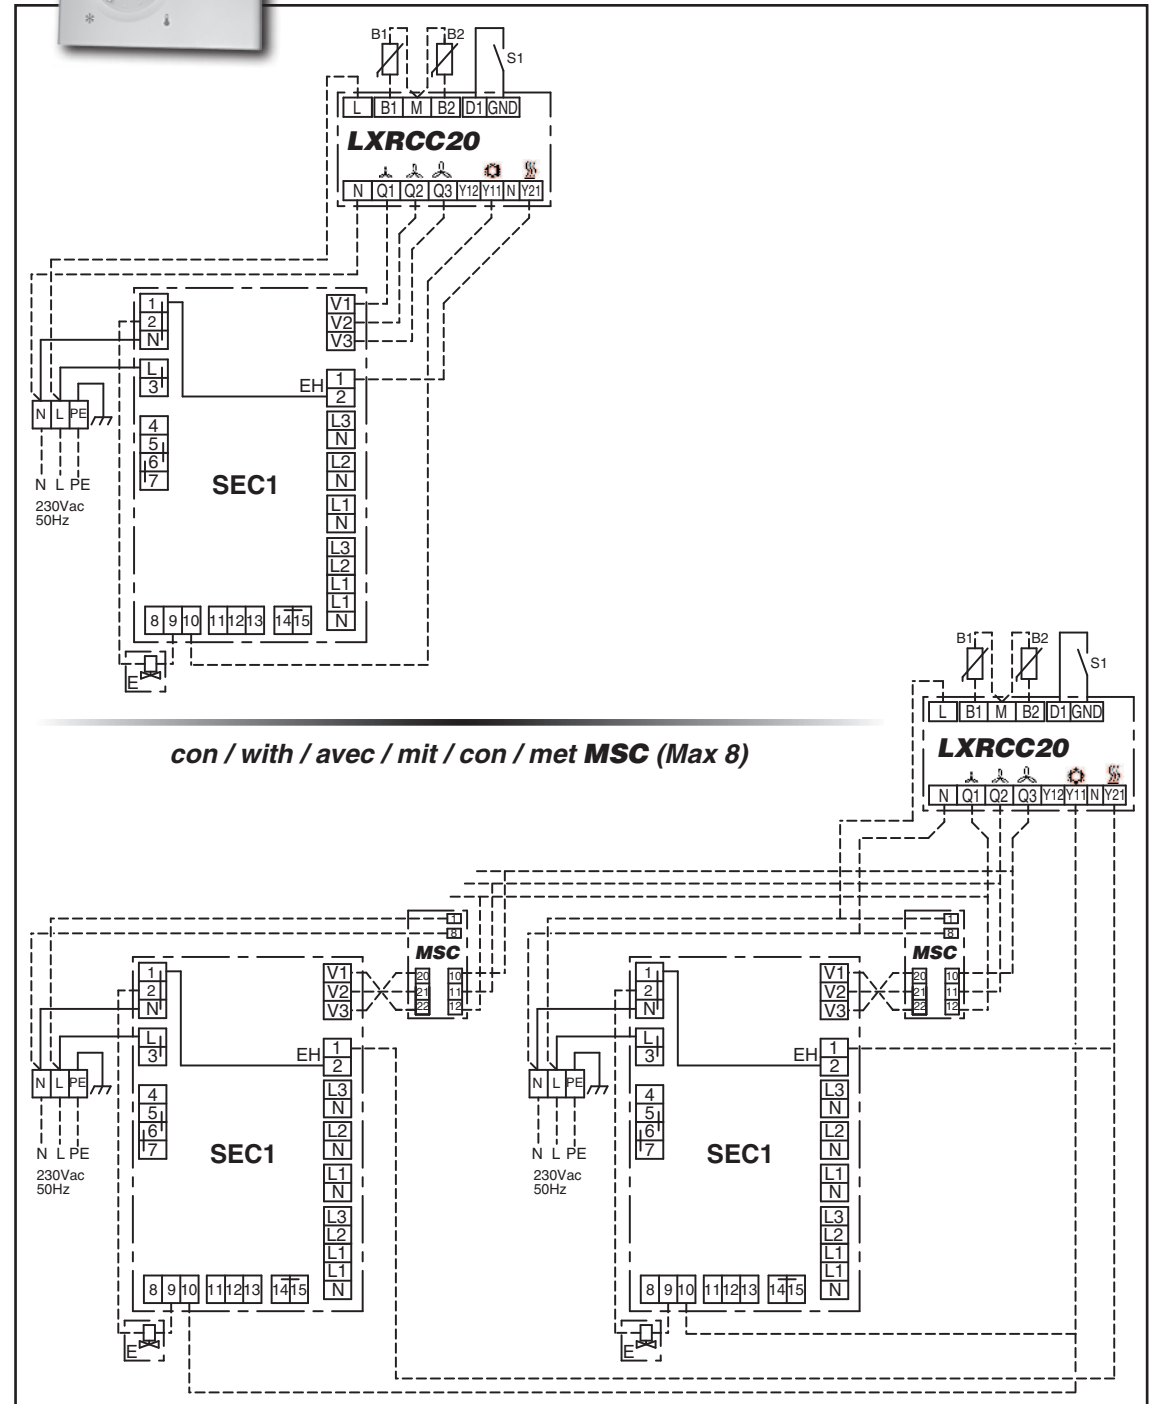 B1 B2
S1
L B1 M B2 D1 GND
LXRCC20
N Q1 Q2 Q3 Y12 Y11 N Y21
1 V1
2 V2
N V3
L
3
EH 1
2
N L PE
L3
N
4
5
6
7
L2
N
SEC1
N L PE
230Vac
50Hz
L1
N
L3
L2
L1
L1
N
8 9 10 11 12 13 14 15
E
con / with / avec / mit / con / met MSC (Max 8)
B1 B2
S1
L B1 M B2 D1 GND
LXRCC20
N Q1 Q2 Q3 Y12 Y11 N Y21
1
8
MSC
20 10
21 11
22 12
1 V1
2 V2
N V3
L
3
EH 1
2
N L PE
L3
N
4
5
6
7
L2
N
SEC1
N L PE
230Vac
50Hz
L1
N
L3
L2
L1
L1
N
8 9 10 11 12 13 14 15
E
1
8
MSC
20 10
21 11
22 12
1 V1
2 V2
N V3
L
3
EH 1
2
N L PE
L3
N
4
5
6
7
L2
N
SEC1
N L PE
230Vac
50Hz
L1
N
L3
L2
L1
L1
N
8 9 10 11 12 13 14 15
E